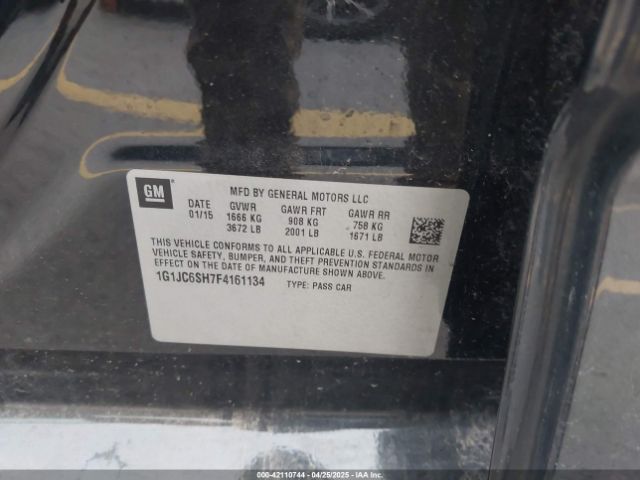 GM
MFD BY GENERAL MOTORS LLC
DATE GVWR GAWR FRT GAWR RR
01/15 1666 KG 908 KG 758 KG
3672 LB 2001 LB 1671 LB
THIS VEHICLE CONFORMS TO ALL APPLICABLE U.S. FEDERAL MOTOR
VEHICLE SAFETY, BUMPER, AND THEFT PREVENTION STANDARDS IN
EFFECT ON THE DATE OF MANUFACTURE SHOWN ABOVE.
1G1JC6SH7F4161134 TYPE: PASS CAR
000-42110744 - 04/25/2025 - IAAI.COM